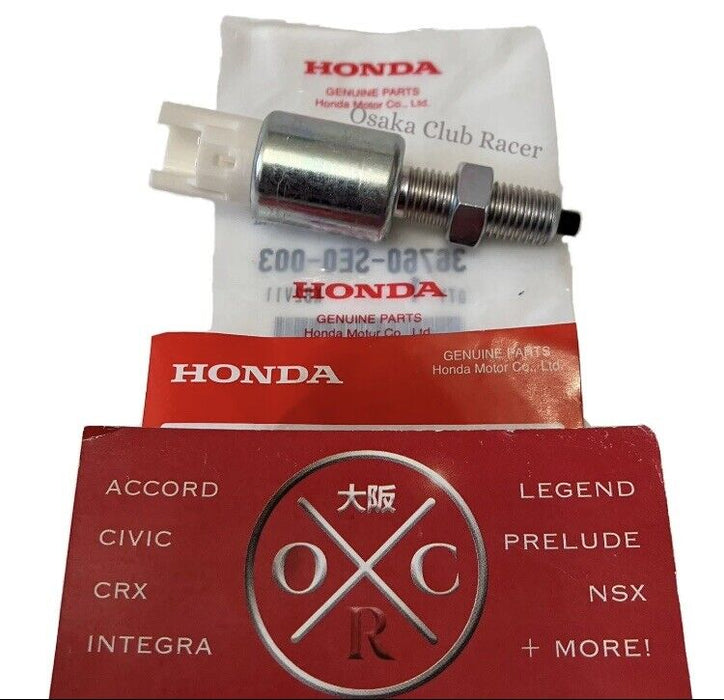 HONDA
GENUINE PARTS
Honda Motor Co., Ltd.
Osaka Club Racer
36760-SE0-003
HONDA
GENUINE PARTS
Honda Motor Co., Ltd.
HONDA
GENUINE PARTS
Honda Motor Co., Ltd.
大阪
O C
R
ACCORD
CIVIC
CRX
INTEGRA
LEGEND
PRELUDE
NSX
+ MORE!